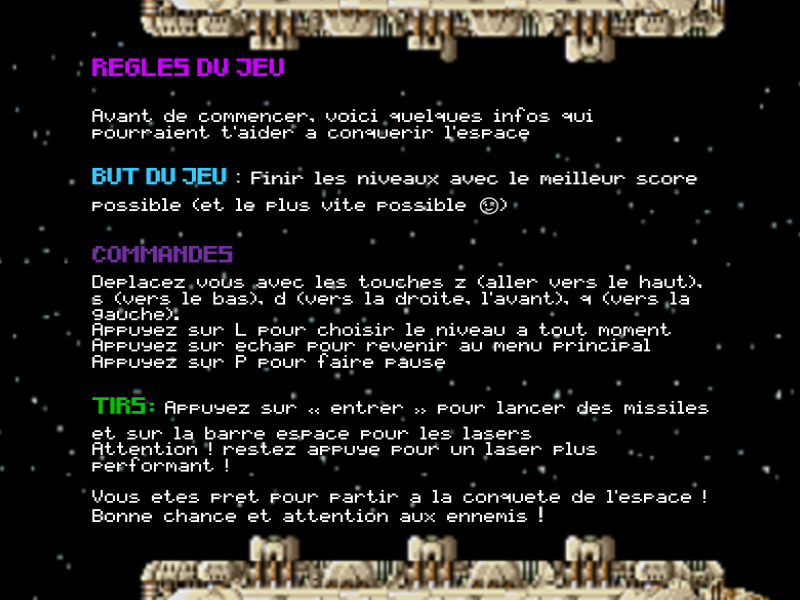 REGLES DU JEU
Avant de commencer, voici quelques infos qui
pourraient t'aider a conquerir l'espace
BUT DU JEU : Finir les niveaux avec le meilleur score
possible (et le plus vite possible 😉)
COMMANDES
Deplacez vous avec les touches z (aller vers le haut),
s (vers le bas), d (vers la droite, l'avant), q (vers la
gauche).
Appuyez sur L pour choisir le niveau a tout moment
Appuyez sur echap pour revenir au menu principal
Appuyez sur P pour faire pause
TIRS: Appuyez sur « entrer » pour lancer des missiles
et sur la barre espace pour les lasers
Attention ! restez appuye pour un laser plus
performant !
Vous etes pret pour partir a la conquete de l'espace !
Bonne chance et attention aux ennemis !